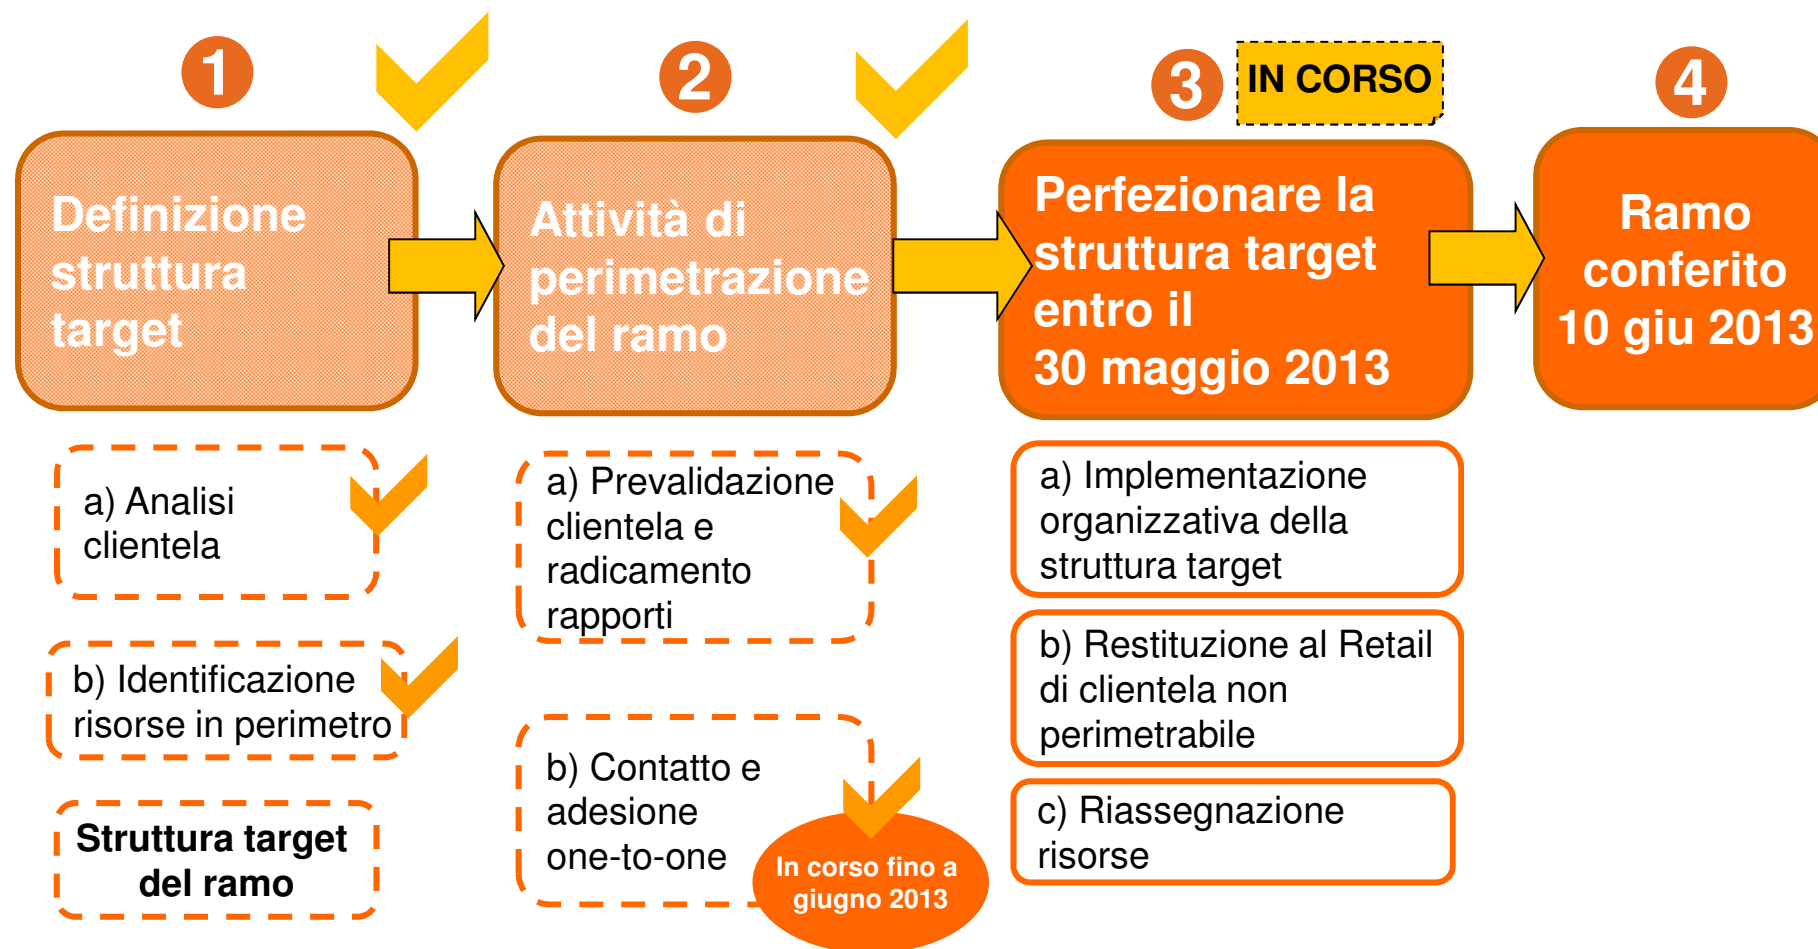 1
Definizione
struttura
target
a) Analisi
clientela
b) Identificazione
risorse in perimetro
Struttura target
del ramo
2
Attività di
perimetrazione
del ramo
a) Prevalidazione
clientela e
radicamento
rapporti
b) Contatto e
adesione
one-to-one
In corso fino a
giugno 2013
3
IN CORSO
Perfezionare la
struttura target
entro il
30 maggio 2013
a) Implementazione
organizzativa della
struttura target
b) Restituzione al Retail
di clientela non
perimetrabile
c) Riassegnazione
risorse
4
Ramo
conferito
10 giu 2013